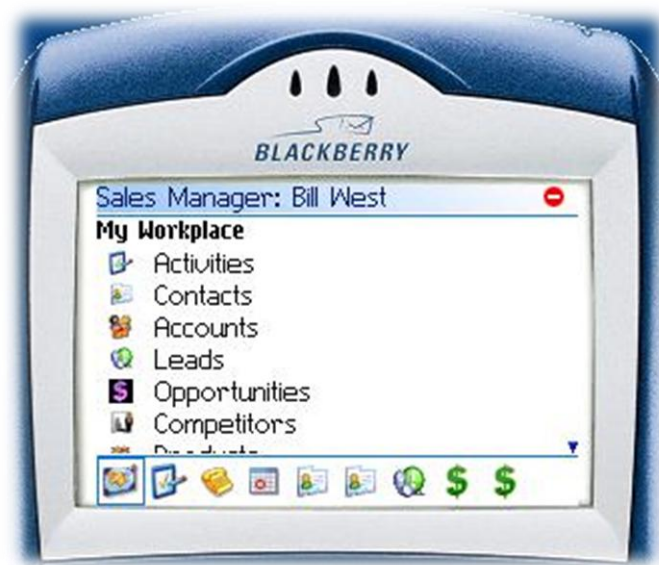 BLACKBERRY
Sales Manager: Bill West
My Workplace
Activities
Contacts
Accounts
Leads
Opportunities
Competitors